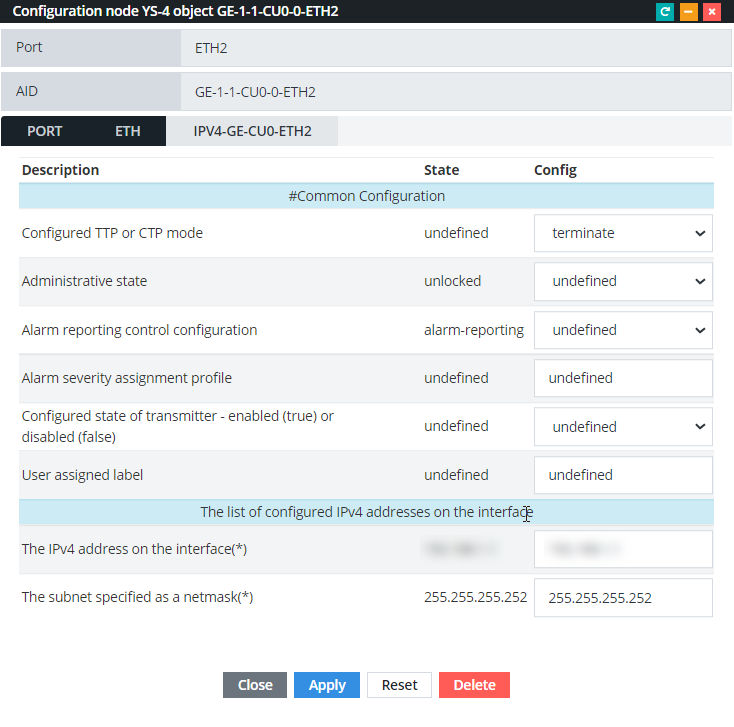 Configuration node YS-4 object GE-1-1-CU0-0-ETH2
Port ETH2
AID GE-1-1-CU0-0-ETH2
PORT ETH IPV4-GE-CU0-ETH2
Description State Config
#Common Configuration
Configured TTP or CTP mode undefined terminate
Administrative state unlocked undefined
Alarm reporting control configuration alarm-reporting undefined
Alarm severity assignment profile undefined undefined
Configured state of transmitter - enabled (true) or
disabled (false) undefined undefined
User assigned label undefined undefined
The list of configured IPv4 addresses on the interface
The IPv4 address on the interface(*)
The subnet specified as a netmask(*) 255.255.255.252 255.255.255.252
Close Apply Reset Delete